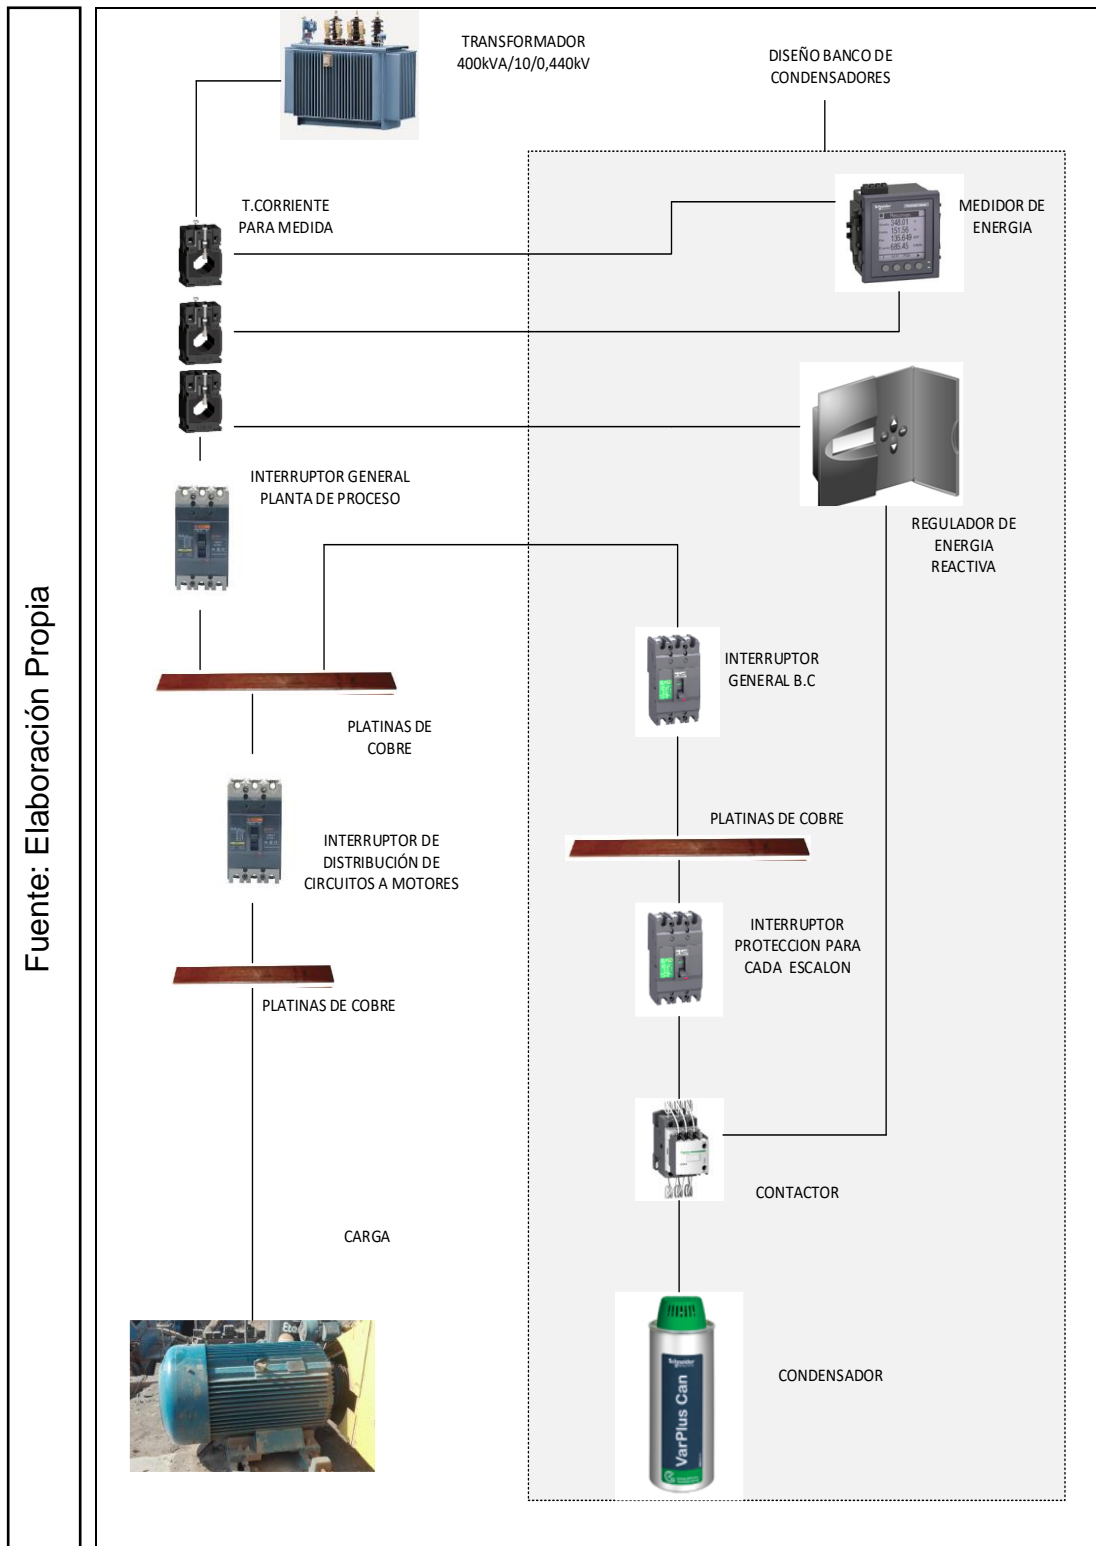 Fuente: Elaboración Propia
TRANSFORMADOR
400kVA/10/0,440kV
DISEÑO BANCO DE
CONDENSADORES
T.CORRIENTE
PARA MEDIDA
MEDIDOR DE
ENERGIA
INTERRUPTOR GENERAL
PLANTA DE PROCESO
REGULADOR DE
ENERGIA
REACTIVA
INTERRUPTOR
GENERAL B.C
PLATINAS DE
COBRE
PLATINAS DE COBRE
INTERRUPTOR DE
DISTRIBUCIÓN DE
CIRCUITOS A MOTORES
INTERRUPTOR
PROTECCION PARA
CADA ESCALON
PLATINAS DE COBRE
CONTACTOR
CARGA
CONDENSADOR
Schneider
VarPlus Can